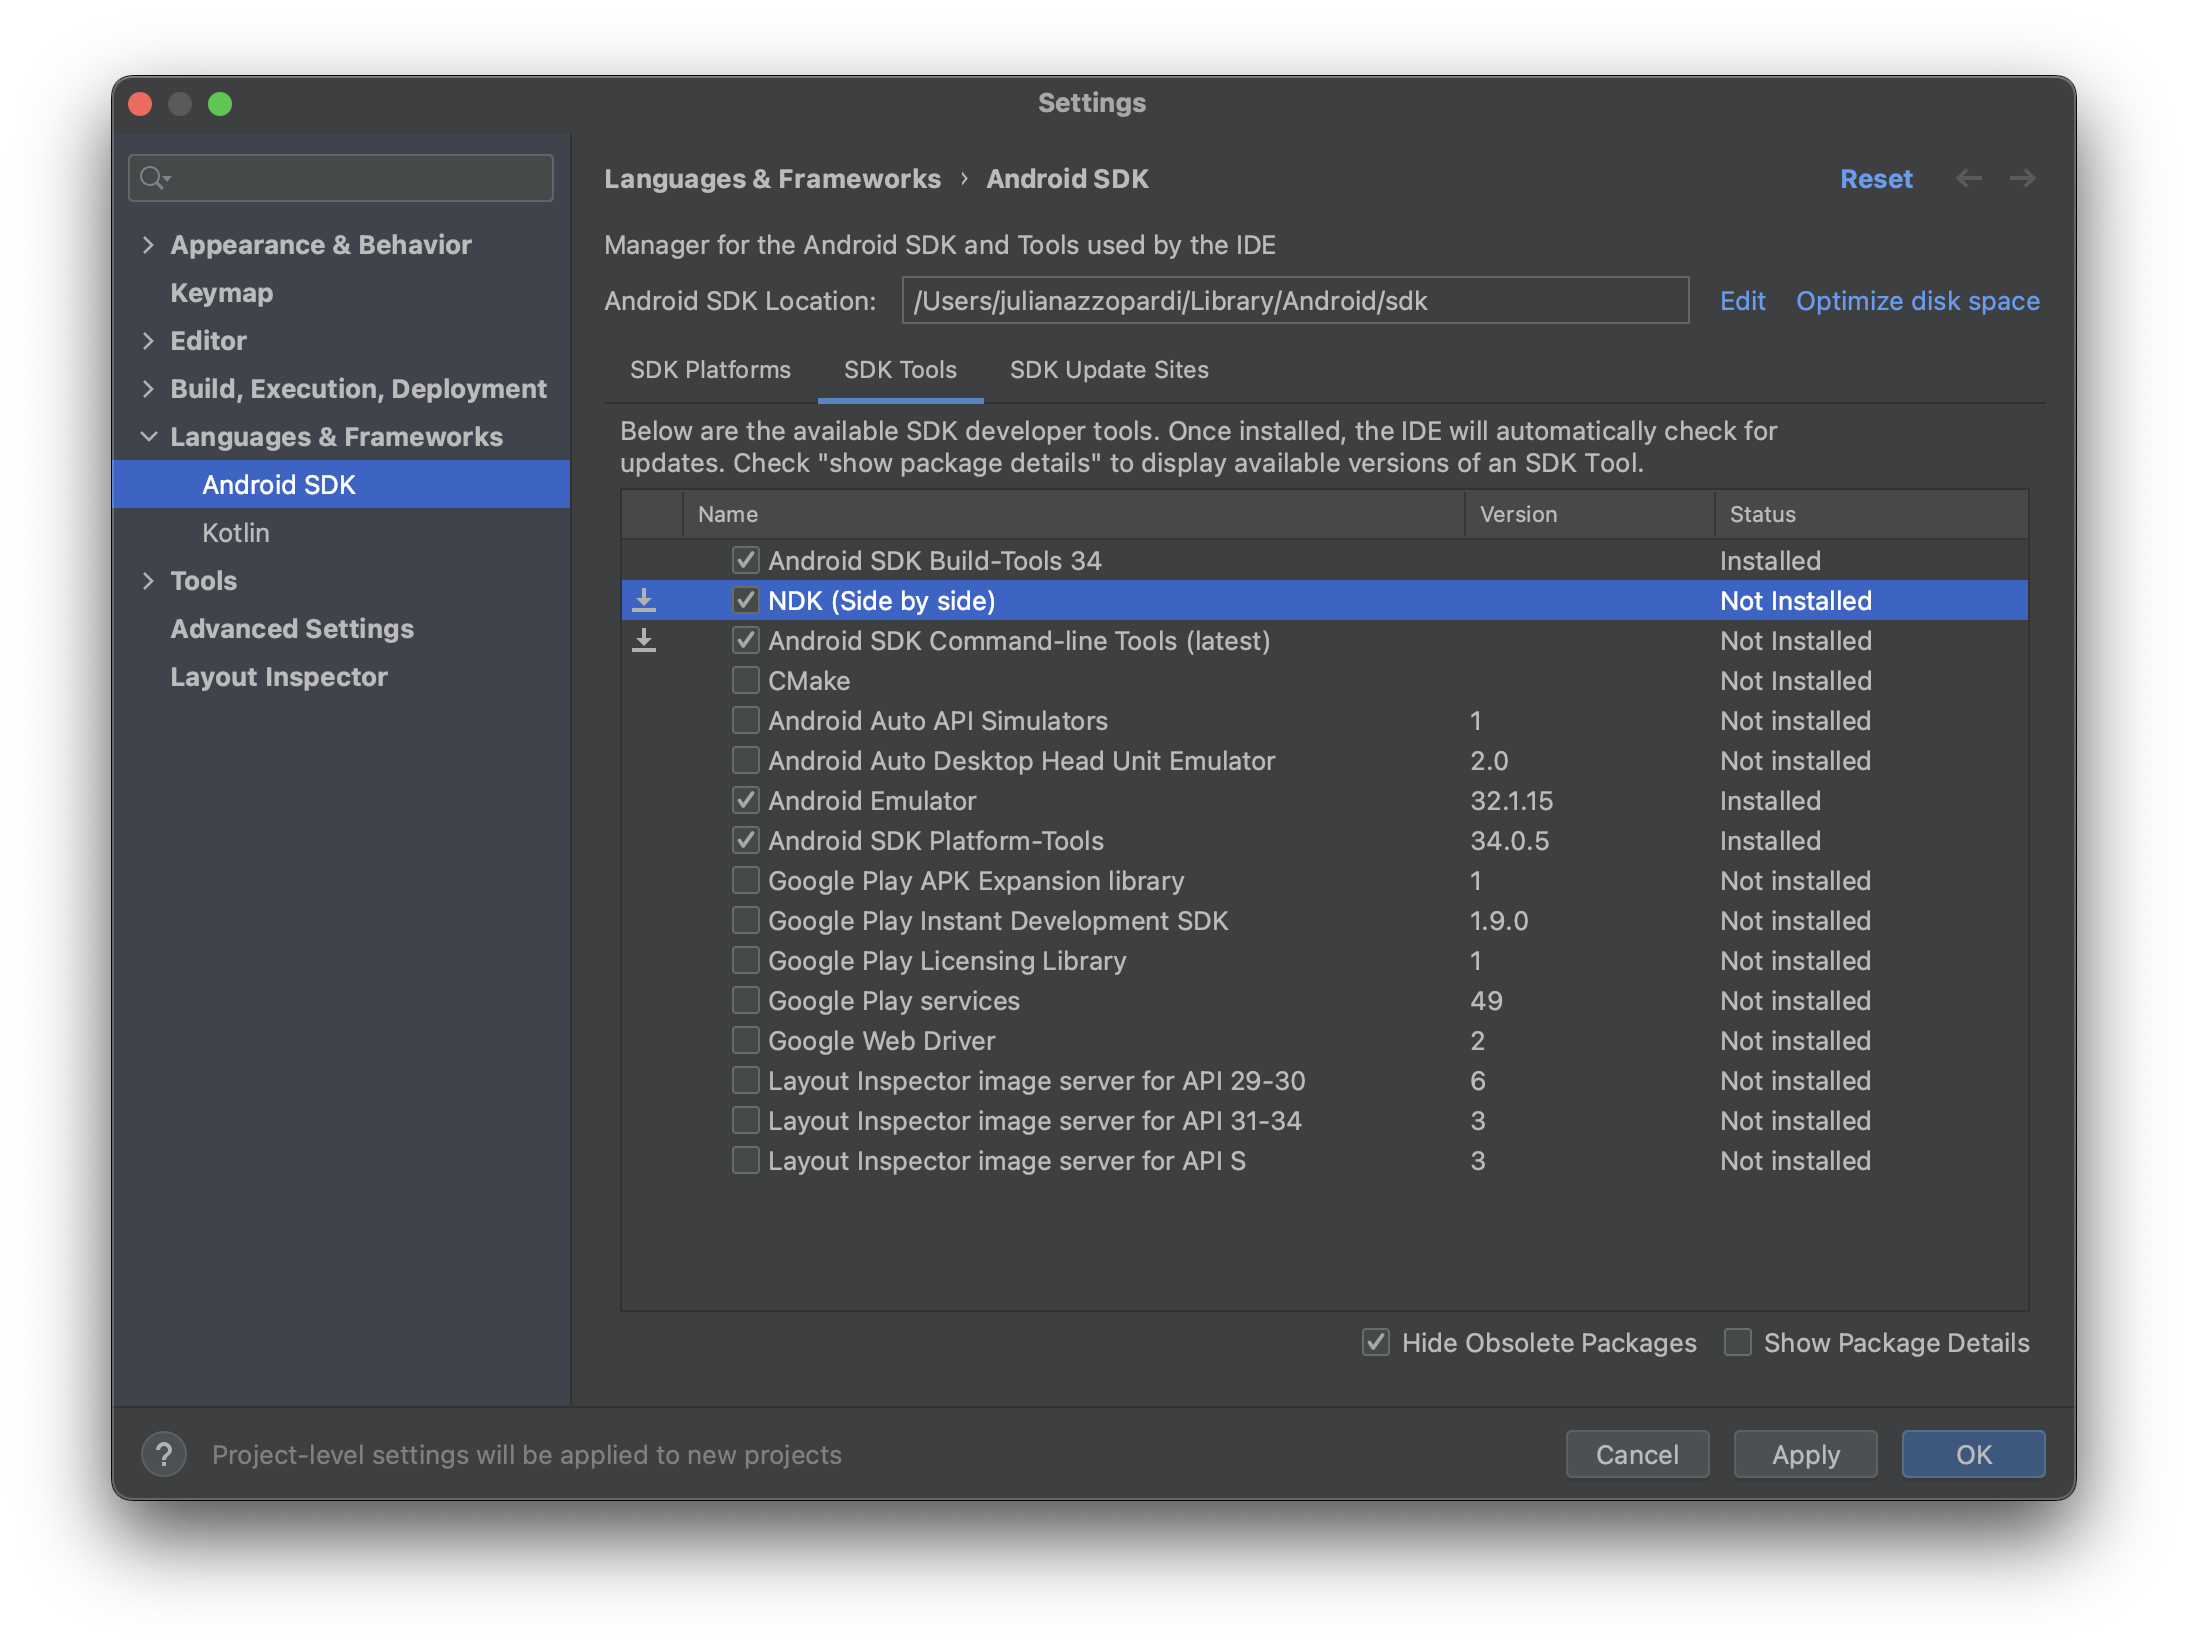 Settings
Appearance & Behavior
Keymap
Editor
Build, Execution, Deployment
Languages & Frameworks
Android SDK
Kotlin
Tools
Advanced Settings
Layout Inspector
Languages & Frameworks › Android SDK
Reset
Manager for the Android SDK and Tools used by the IDE
Android SDK Location: /Users/julianazzopardi/Library/Android/sdk Edit Optimize disk space
SDK Platforms SDK Tools SDK Update Sites
Below are the available SDK developer tools. Once installed, the IDE will automatically check for
updates. Check "show package details" to display available versions of an SDK Tool.
Name Version Status
Android SDK Build-Tools 34 Installed
NDK (Side by side) Not Installed
Android SDK Command-line Tools (latest) Not Installed
CMake Not Installed
Android Auto API Simulators 1 Not installed
Android Auto Desktop Head Unit Emulator 2.0 Not installed
Android Emulator 32.1.15 Installed
Android SDK Platform-Tools 34.0.5 Installed
Google Play APK Expansion library 1 Not installed
Google Play Instant Development SDK 1.9.0 Not installed
Google Play Licensing Library 1 Not installed
Google Play services 49 Not installed
Google Web Driver 2 Not installed
Layout Inspector image server for API 29-30 6 Not installed
Layout Inspector image server for API 31-34 3 Not installed
Layout Inspector image server for API S 3 Not installed
Hide Obsolete Packages Show Package Details
? Project-level settings will be applied to new projects
Cancel Apply OK